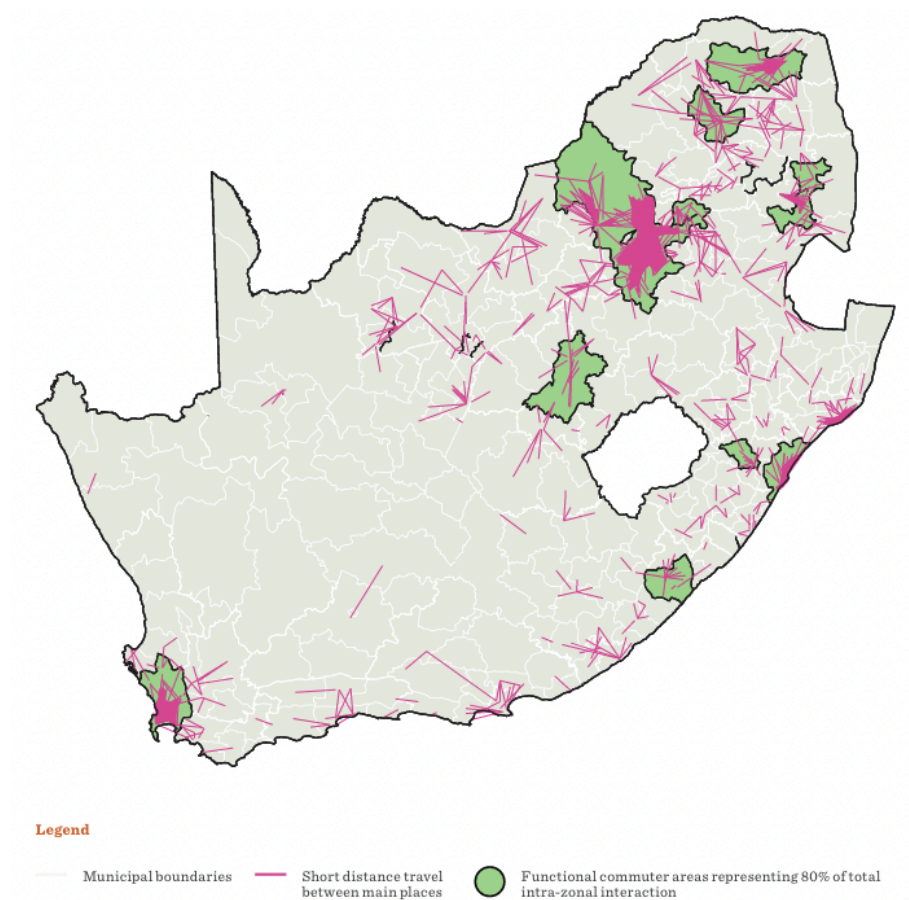 Legend
Municipal boundaries
Short distance travel
between main places
Functional commuter areas representing 80% of total
intra-zonal interaction